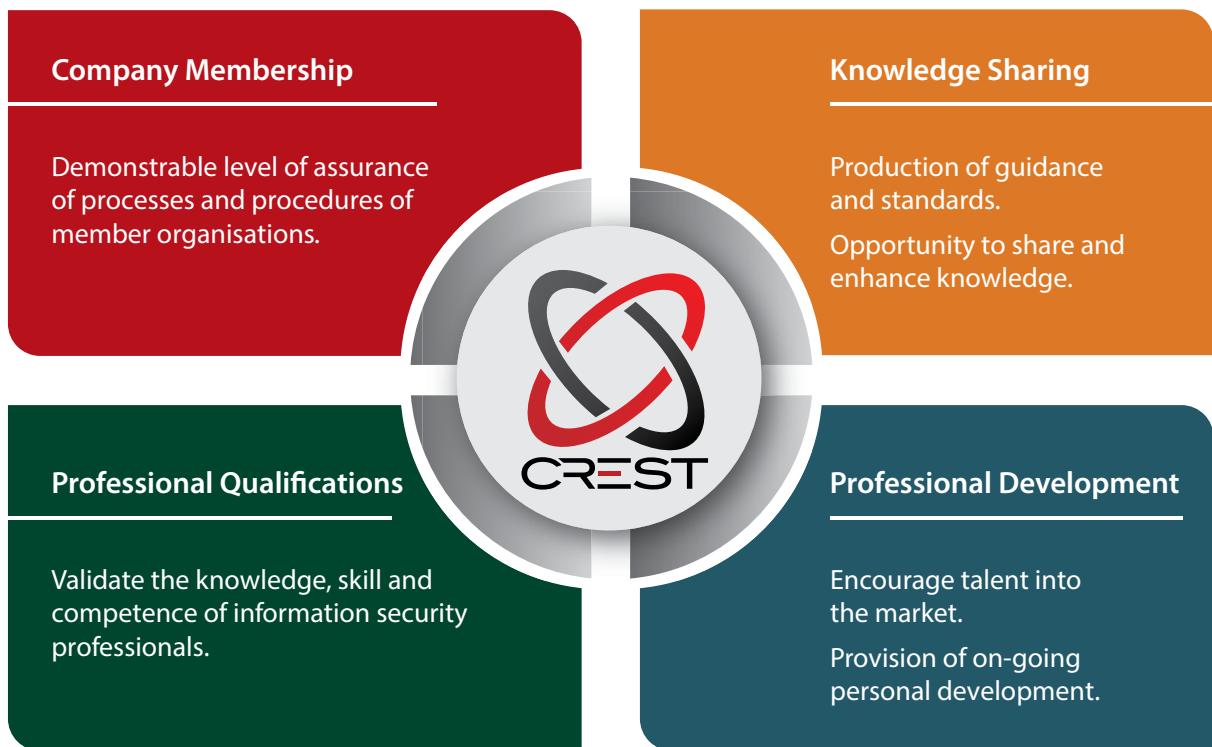 Company Membership
Demonstrable level of assurance
of processes and procedures of
member organisations.
Knowledge Sharing
Production of guidance
and standards.
Opportunity to share and
enhance knowledge.
CREST
Professional Qualifications
Validate the knowledge, skill and
competence of information security
professionals.
Professional Development
Encourage talent into
the market.
Provision of on-going
personal development.